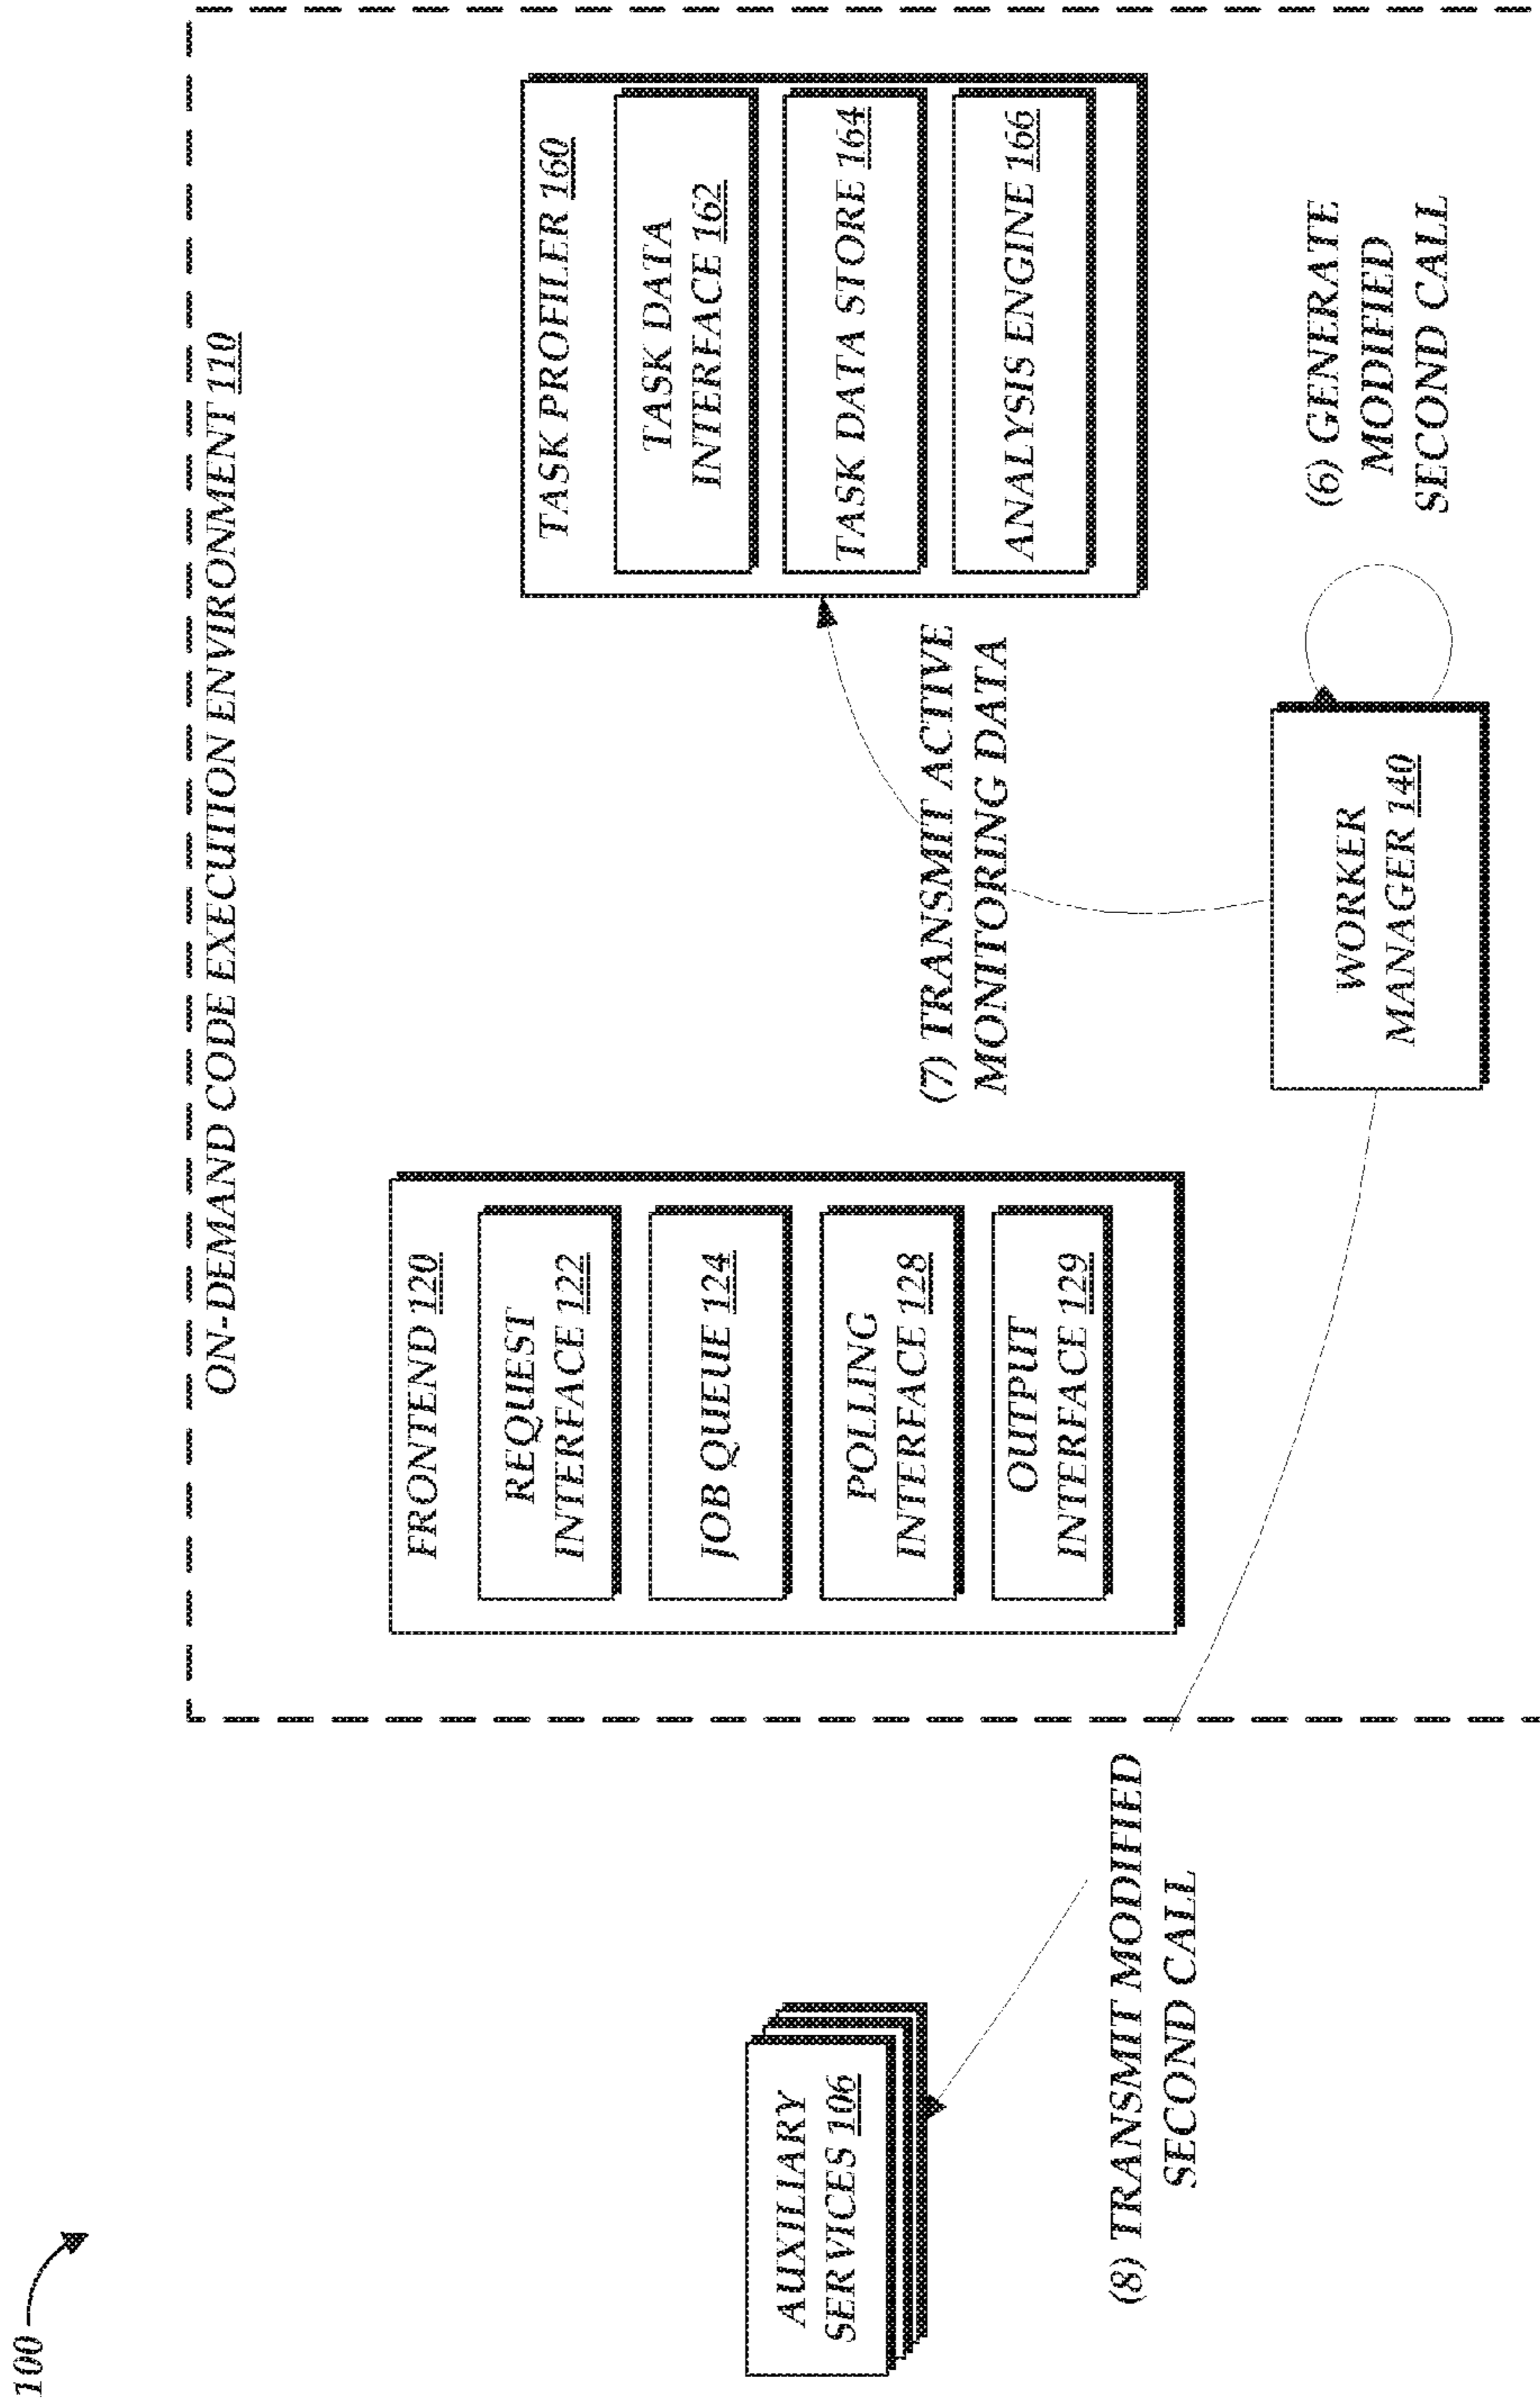 100
ON-DEMAND CODE EXECUTION ENVIRONMENT 110
AUXILIARY
SERVICES 106
(8) TRANSMIT MODIFIED
SECOND CALL
FRONTEND 120
REQUEST
INTERFACE 122
JOB QUEUE 124
POLLING
INTERFACE 128
OUTPUT
INTERFACE 129
(7) TRANSMIT ACTIVE
MONITORING DATA
WORKER
MANAGER 140
TASK PROFILER 160
TASK DATA
INTERFACE 162
TASK DATA STORE 164
ANALYSIS ENGINE 166
(6) GENERATE
MODIFIED
SECOND CALL